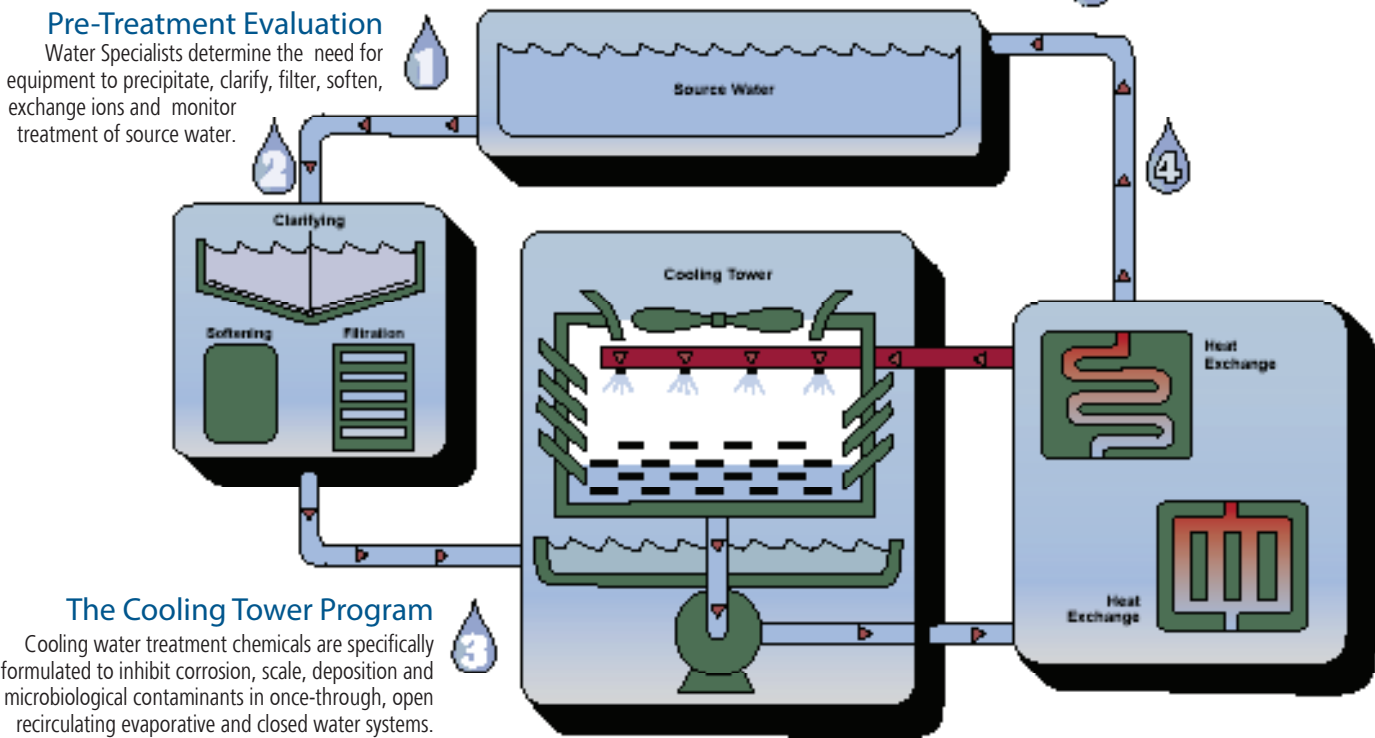 Pre-Treatment Evaluation
Water Specialists determine the need for
equipment to precipitate, clarify, filter, soften,
exchange ions and monitor
treatment of source water.
1
Source Water
2
4
Clarifying
Softening
Filtration
Cooling Tower
Heat
Exchange
Heat
Exchange
The Cooling Tower Program
Cooling water treatment chemicals are specifically
formulated to inhibit corrosion, scale, deposition and
microbiological contaminants in once-through, open
recirculating evaporative and closed water systems.
3